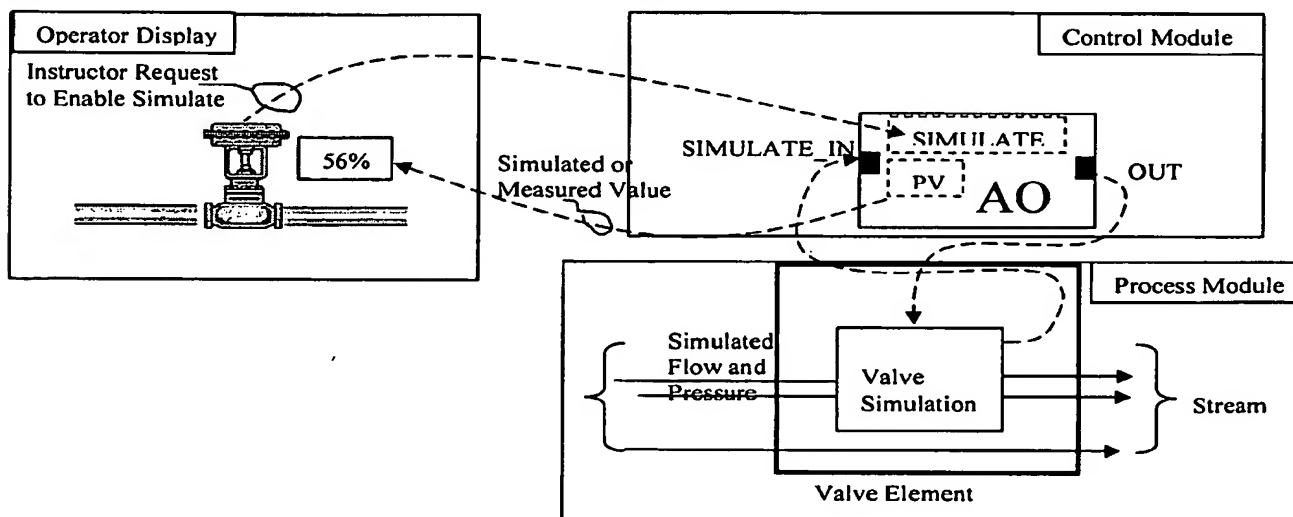 Operator Display
Instructor Request
to Enable Simulate
56%
Simulated or
Measured Value
Control Module
SIMULATE_IN
SIMULATE
PV
AO
OUT
Process Module
Simulated
Flow and
Pressure
Valve
Simulation
Stream
Valve Element